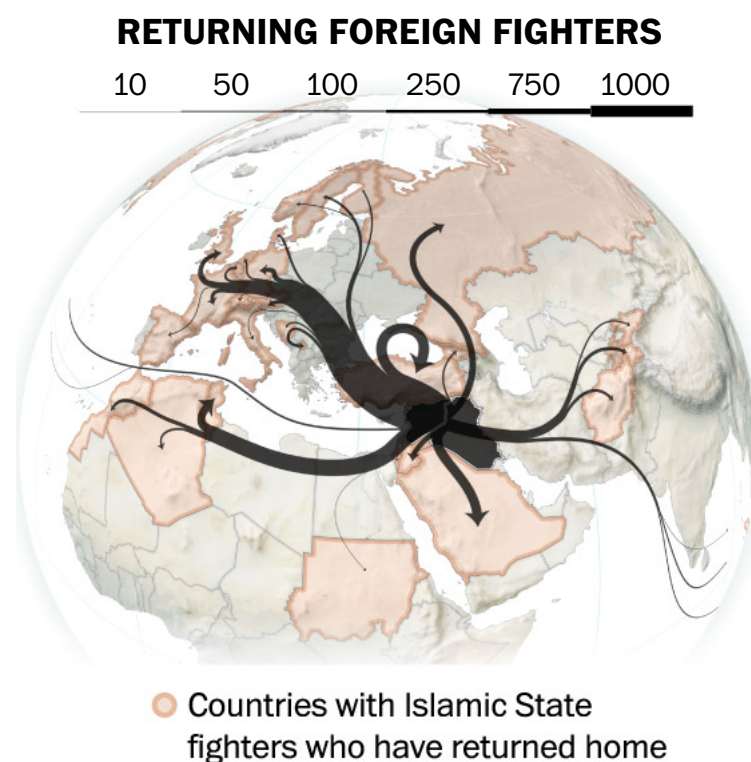 RETURNING FOREIGN FIGHTERS
10 50 100 250 750 1000
Countries with Islamic State
fighters who have returned home